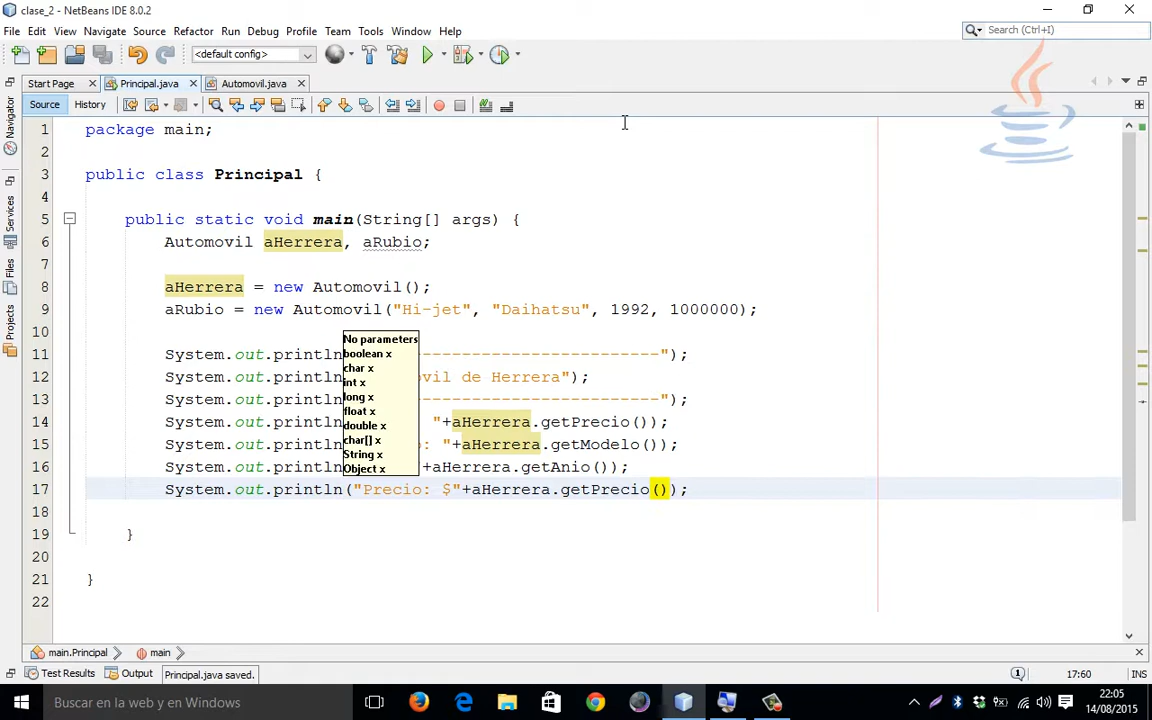 clase_2 - NetBeans IDE 8.0.2
File Edit View Navigate Source Refactor Run Debug Profile Team Tools Window Help
Search (Ctrl+I)
<default config>
Start Page Principal.java Automovil.java
Source History
Navigator
Services
Files
Projects
1 package main;
2
3 public class Principal {
4
5 public static void main(String[] args) {
6 Automovil aHerrera, aRubio;
7
8 aHerrera = new Automovil();
9 aRubio = new Automovil("Hi-jet", "Daihatsu", 1992, 1000000);
10
11 System.out.println ------------------------");
12 System.out.println vil de Herrera");
13 System.out.println ------------------------");
14 System.out.println "+aHerrera.getPrecio());
15 System.out.println : "+aHerrera.getModelo());
16 System.out.println +aHerrera.getAnio());
17 System.out.println("Precio: $"+aHerrera.getPrecio());
18
19 }
20
21 }
22
No parameters
boolean x
char x
int x
long x
float x
double x
char[] x
String x
Object x
main.Principal main
Test Results Output Principal.java saved. 1 17:60 INS
Buscar en la web y en Windows
22:05
14/08/2015